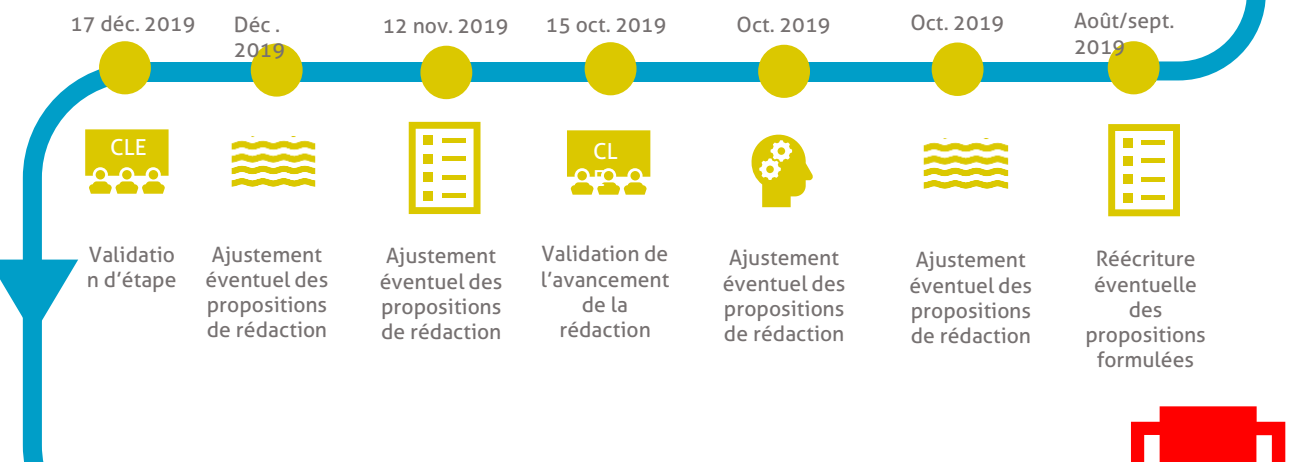 17 déc. 2019
Déc .
2019
12 nov. 2019
15 oct. 2019
Oct. 2019
Oct. 2019
Août/sept.
2019
CLE
CL
E
Validatio
n d'étape
Ajustement
éventuel des
propositions
de rédaction
Ajustement
éventuel des
propositions
de rédaction
Validation de
l'avancement
de la
rédaction
Ajustement
éventuel des
propositions
de rédaction
Ajustement
éventuel des
propositions
de rédaction
Réécriture
éventuelle
des
propositions
formulées